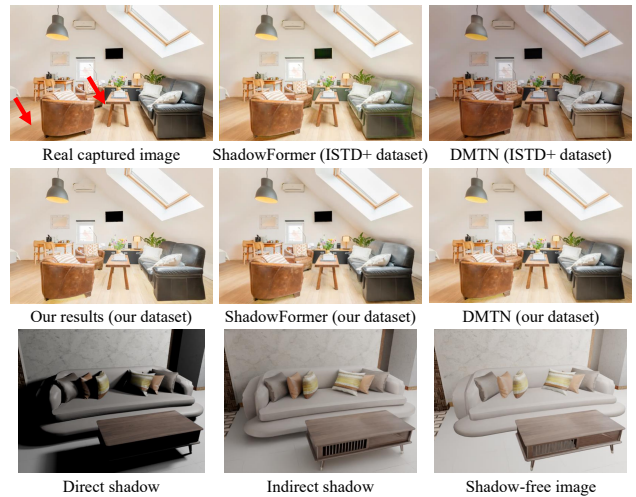 Real captured image
ShadowFormer (ISTD+ dataset)
DMTN (ISTD+ dataset)
Our results (our dataset)
ShadowFormer (our dataset)
DMTN (our dataset)
Direct shadow
Indirect shadow
Shadow-free image